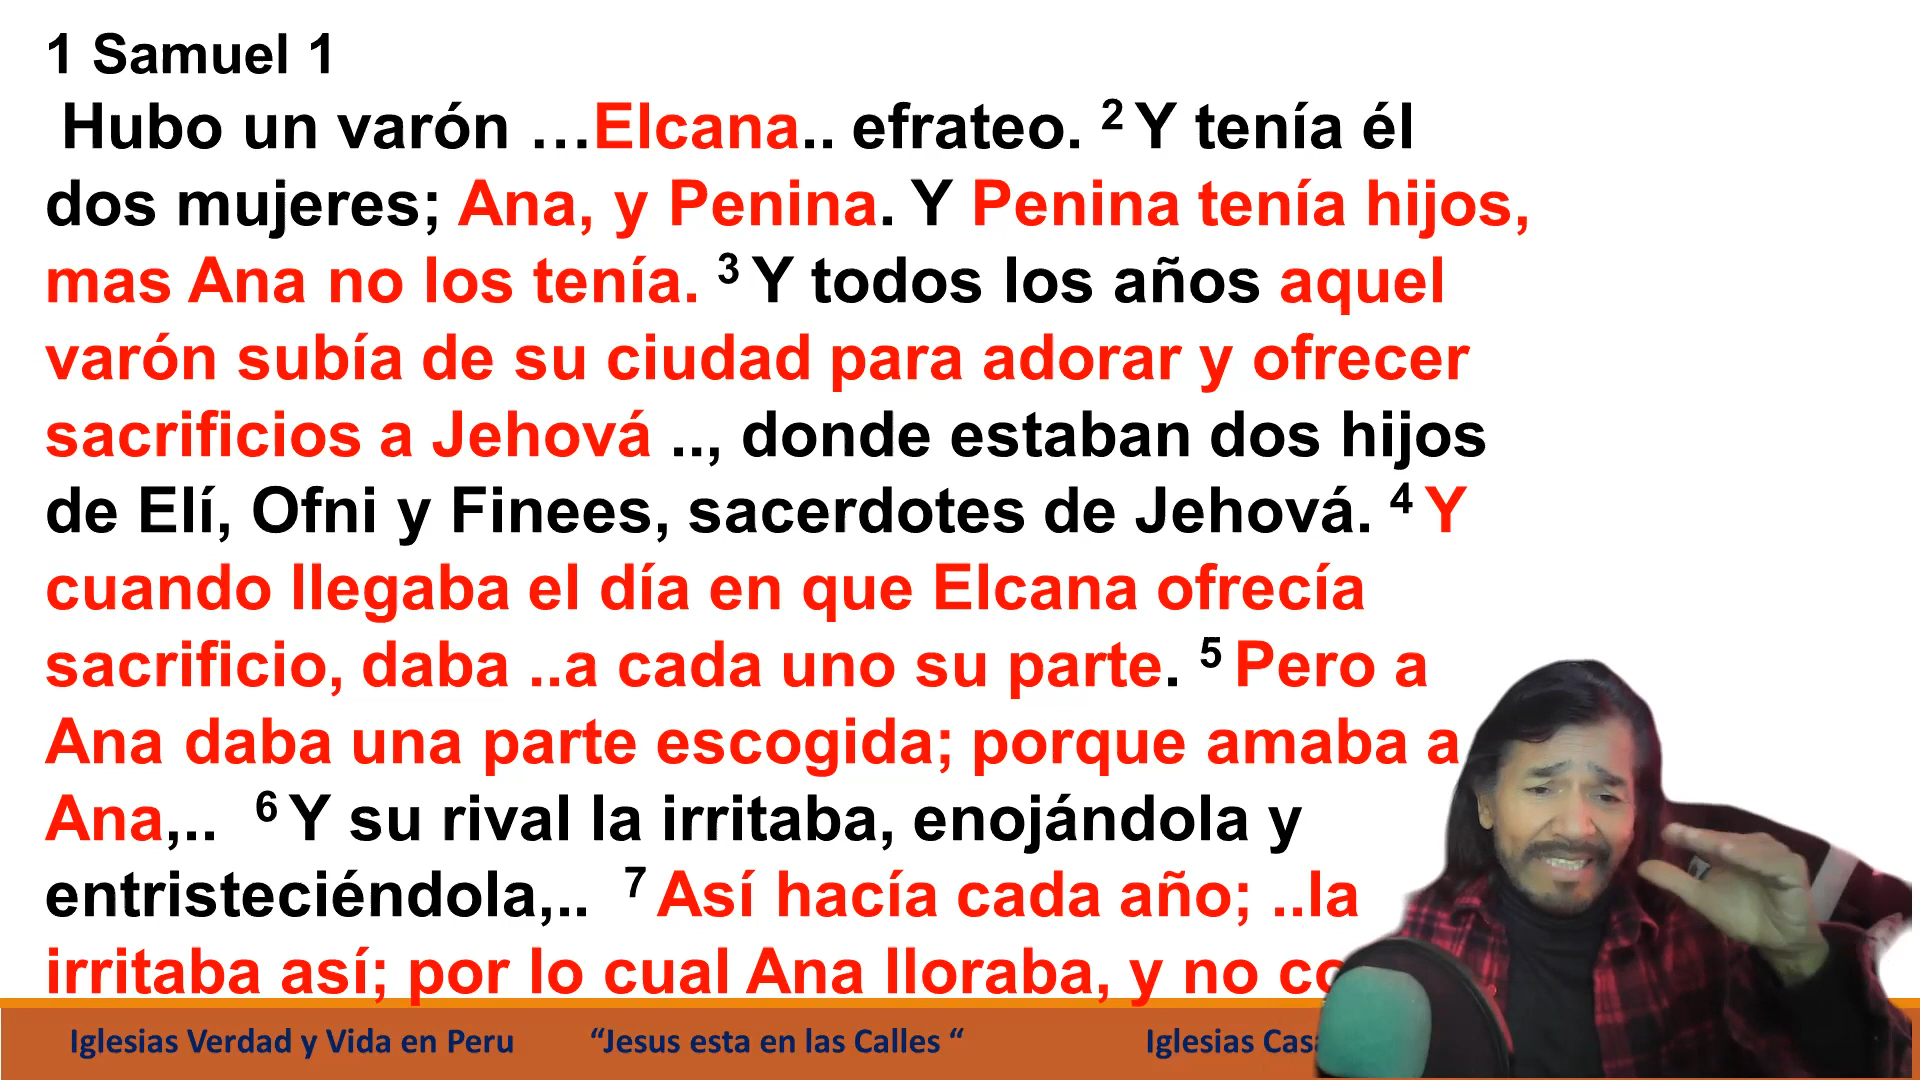 1 Samuel 1
Hubo un varón …Elcana.. efrateo. 2 Y tenía él
dos mujeres; Ana, y Penina. Y Penina tenía hijos,
mas Ana no los tenía. 3 Y todos los años aquel
varón subía de su ciudad para adorar y ofrecer
sacrificios a Jehová .., donde estaban dos hijos
de Elí, Ofni y Finees, sacerdotes de Jehová. 4 Y
cuando llegaba el día en que Elcana ofrecía
sacrificio, daba ..a cada uno su parte. 5 Pero a
Ana daba una parte escogida; porque amaba a
Ana,.. 6 Y su rival la irritaba, enojándola y
entristeciéndola,.. 7 Así hacía cada año; ..la
irritaba así; por lo cual Ana lloraba, y no
Iglesias Verdad y Vida en Peru “Jesus esta en las Calles “ Iglesias